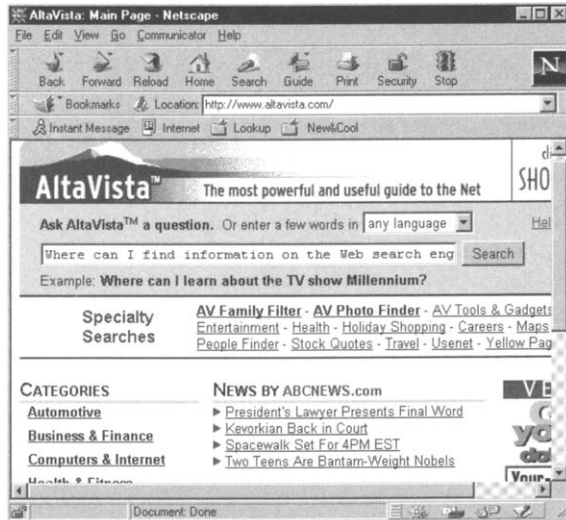 AltaVista: Main Page - Netscape
File Edit View Go Communicator Help
Back Forward Reload Home Search Guide Print Security Stop
N
Bookmarks Location: http://www.altavista.com/
Instant Message Internet Lookup New&Cool
AltaVista™ The most powerful and useful guide to the Net
SHO
Ask AltaVista™ a question. Or enter a few words in any language Hel
Where can I find information on the Web search eng Search
Example: Where can I learn about the TV show Millennium?
Specialty Searches
AV Family Filter - AV Photo Finder - AV Tools & Gadgets
Entertainment - Health - Holiday Shopping - Careers - Maps
People Finder - Stock Quotes - Travel - Usenet - Yellow Pag
CATEGORIES
Automotive
Business & Finance
Computers & Internet
Health & Fitness
NEWS BY ABCNEWS.com
President's Lawyer Presents Final Word
Kevorkian Back in Court
Spacewalk Set For 4PM EST
Two Teens Are Bantam-Weight Nobels
VE
yo
Your-
Document: Done